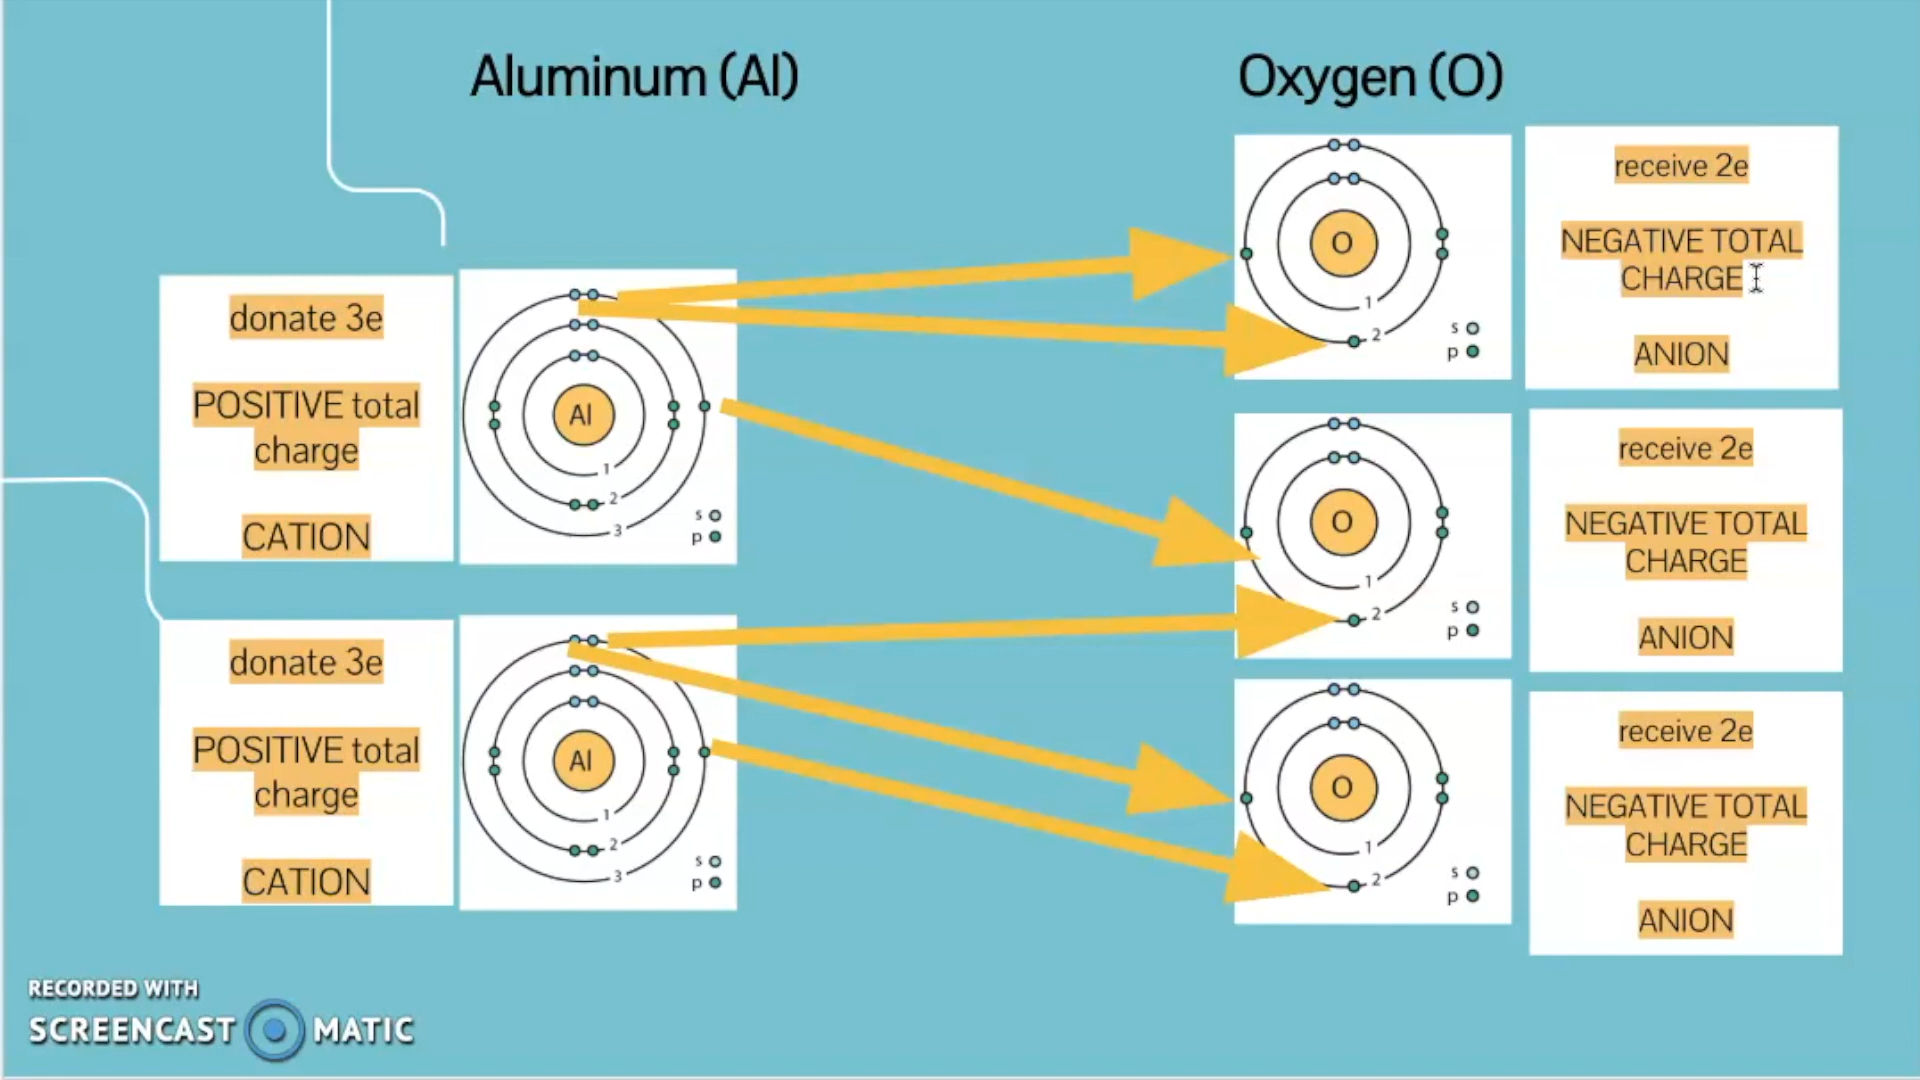 Aluminum (Al)
Oxygen (O)
donate 3e
POSITIVE total
charge
CATION
Al
1
2
3
s
p
O
1
2
s
p
receive 2e
NEGATIVE TOTAL
CHARGE
ANION
O
1
2
s
p
receive 2e
NEGATIVE TOTAL
CHARGE
ANION
donate 3e
POSITIVE total
charge
CATION
Al
1
2
3
s
p
O
1
2
s
p
receive 2e
NEGATIVE TOTAL
CHARGE
ANION
RECORDED WITH
SCREENCAST MATIC